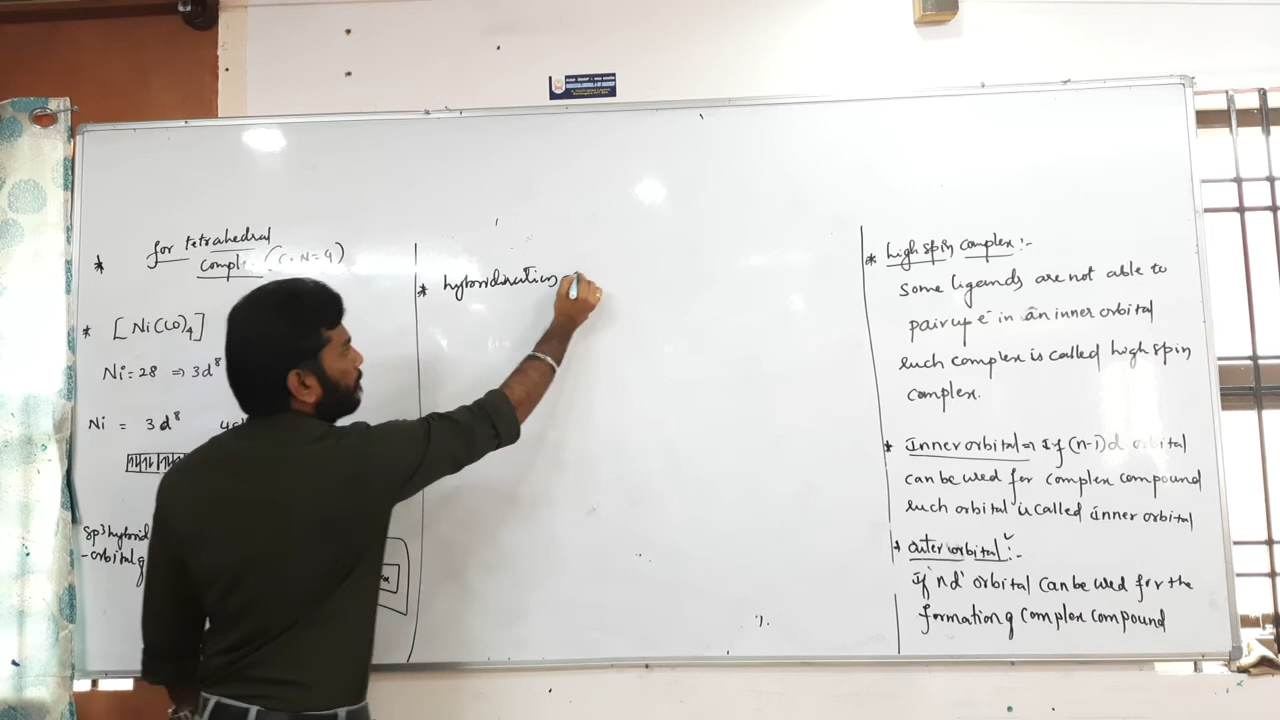 * for tetrahedral
comple (C.N=4)
* [Ni(CO)4]
Ni=28 ⇒ 3d⁸
Ni = 3d⁸ 4s
sp³ hybrid
-orbital of
* hybridization
* high spin complex :-
Some ligands are not able to
pair up e⁻ in an inner orbital
such complex is called high spin
complex.
* Inner orbital ⇒ If (n-1)d orbital
can be used for complex compound
such orbital is called inner orbital
* outer orbital :-
If 'nd' orbital can be used for the
formation of complex compound